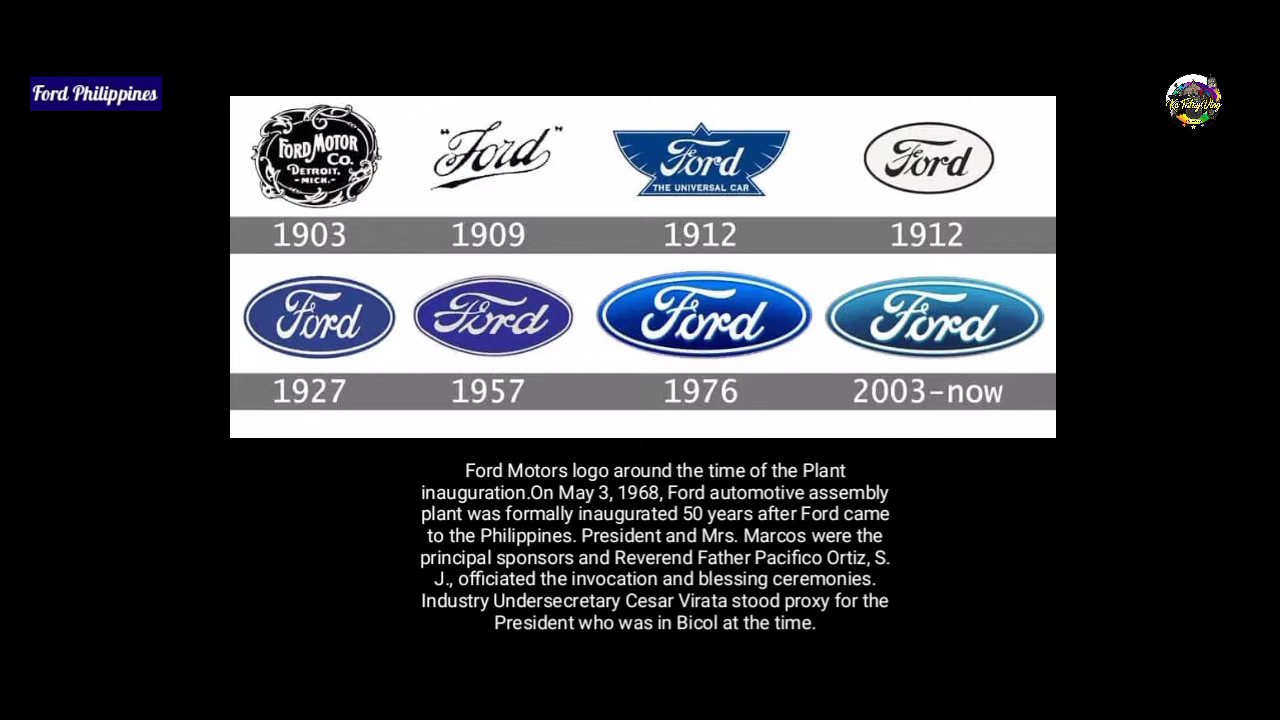 Ford Philippines
Ka Tutoy Vlog
FORD MOTOR
CO.
DETROIT,
-MICH.-
"Ford"
Ford
THE UNIVERSAL CAR
Ford
1903 1909 1912 1912
Ford Ford Ford Ford
1927 1957 1976 2003-now
Ford Motors logo around the time of the Plant
inauguration.On May 3, 1968, Ford automotive assembly
plant was formally inaugurated 50 years after Ford came
to the Philippines. President and Mrs. Marcos were the
principal sponsors and Reverend Father Pacifico Ortiz, S.
J., officiated the invocation and blessing ceremonies.
Industry Undersecretary Cesar Virata stood proxy for the
President who was in Bicol at the time.